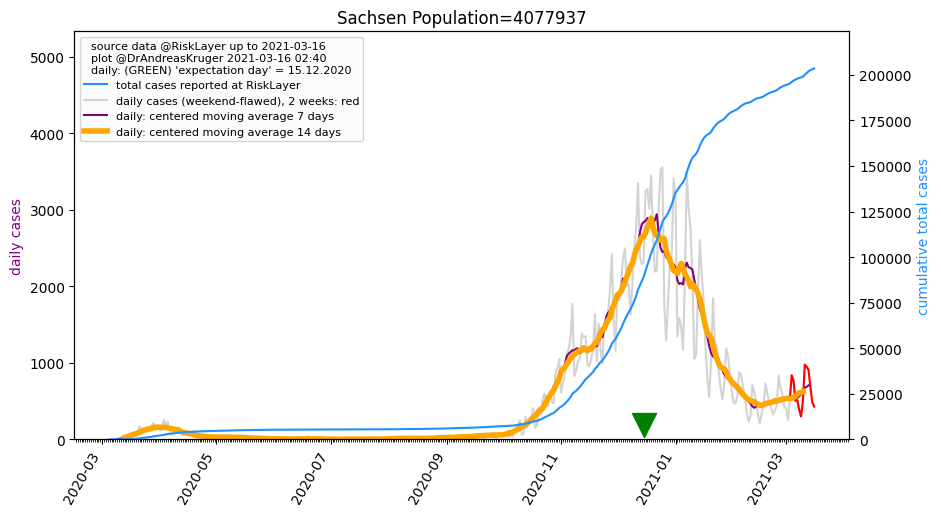 Sachsen Population=4077937
source data @RiskLayer up to 2021-03-16
plot @DrAndreasKruger 2021-03-16 02:40
daily: (GREEN) 'expectation day' = 15.12.2020
total cases reported at RiskLayer
daily cases (weekend-flawed), 2 weeks: red
daily: centered moving average 7 days
daily: centered moving average 14 days
daily cases
5000
4000
3000
2000
1000
0
cumulative total cases
200000
175000
150000
125000
100000
75000
50000
25000
0
2020-03
2020-05
2020-07
2020-09
2020-11
2021-01
2021-03